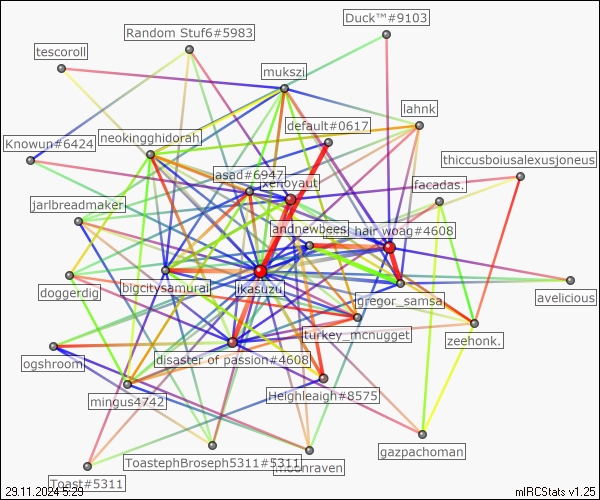 Duck™#9103
Random Stuf6#5983
tescoroll
mukszi
lahnk
default#0617
neokingghidorah
Knowun#6424
thiccusboiusalexusjoneus
asad#6947
xenoyaut
facadas.
jarlbreadmaker
andnewbees
hair woag#4608
doggerdig
bigcitysamurai
jkasuzu
gregor_samsa
avelicious
turkey_mcnugget
zeehonk.
ogshroom
disaster of passion#4608
mingus4742
Heighleaigh#8575
gazpachoman
ToastephBroseph5311#5311
moonraven
Toast#5311
29.11.2024 5:29
mIRCStats v1.25